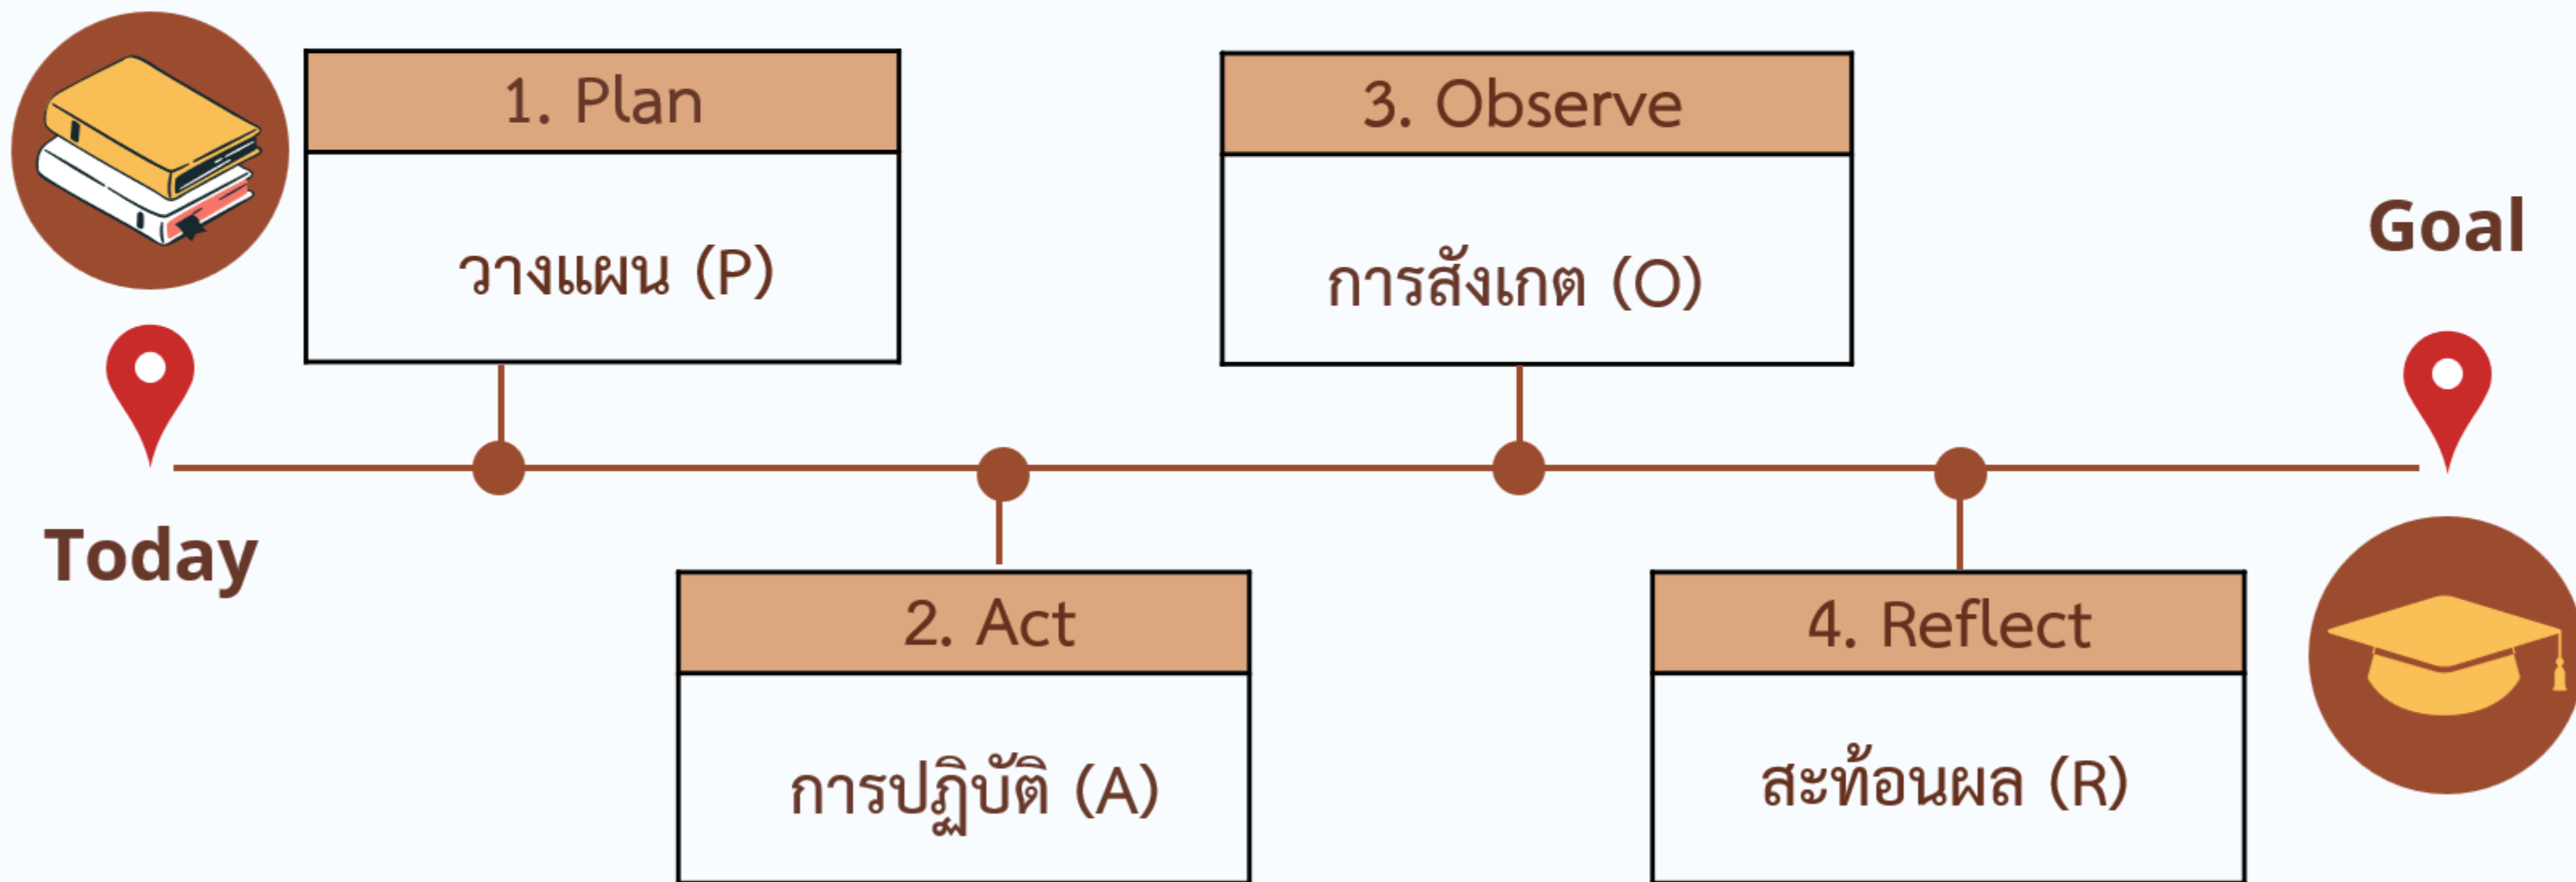 1. Plan
วางแผน (P)
3. Observe
การสังเกต (O)
Goal
Today
2. Act
การปฏิบัติ (A)
4. Reflect
สะท้อนผล (R)